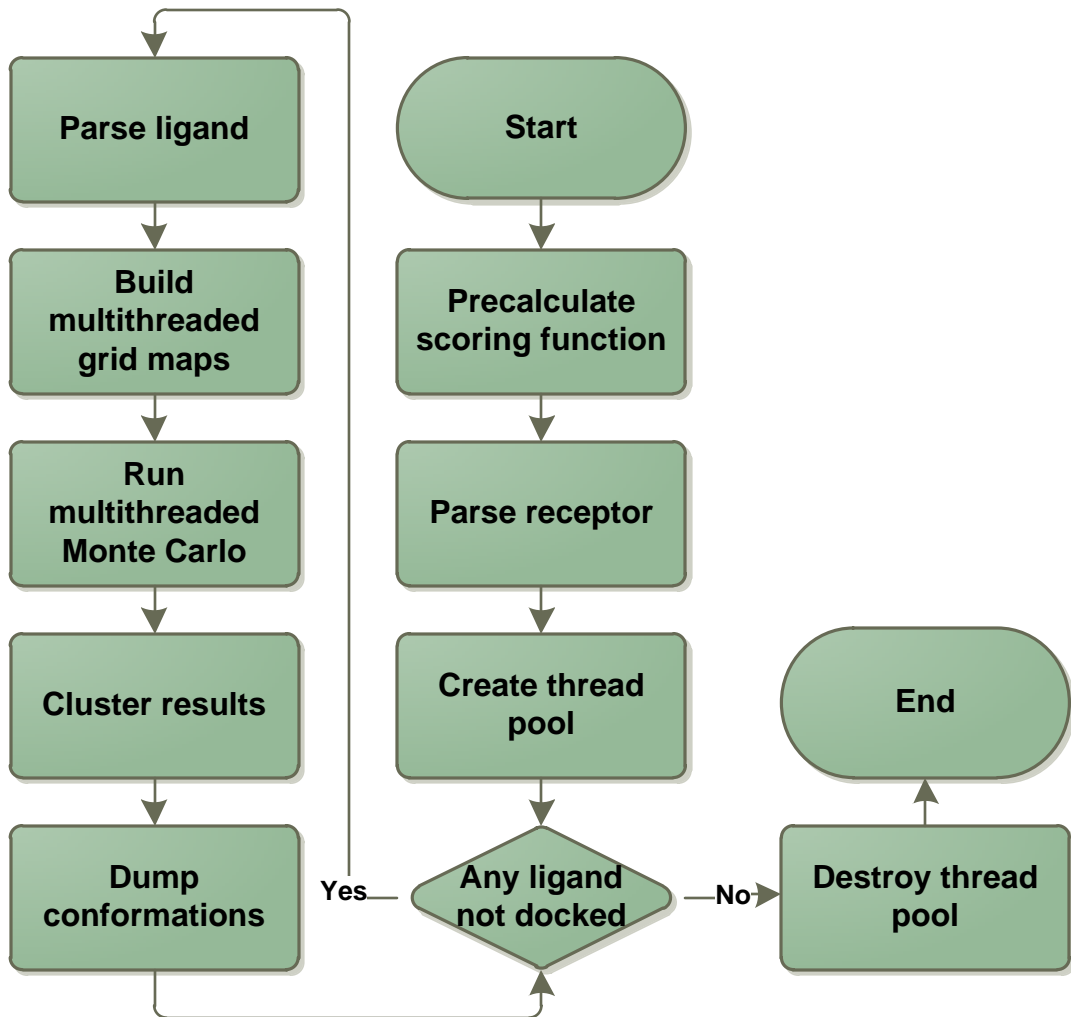 Parse ligand
Start
Build
multithreaded
grid maps
Precalculate
scoring function
Run
multithreaded
Monte Carlo
Parse receptor
Cluster results
Create thread
pool
End
Dump
conformations
Yes
Any ligand
not docked
No
Destroy thread
pool